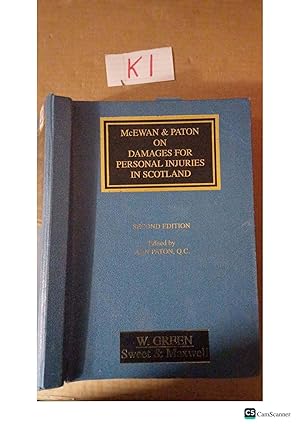 K1
McEWAN & PATON
ON
DAMAGES FOR
PERSONAL INJURIES
IN SCOTLAND
SECOND EDITION
Edited by
PATON, Q.C.
W. GREEN
Sweet & Maxwell
CS CamScanner